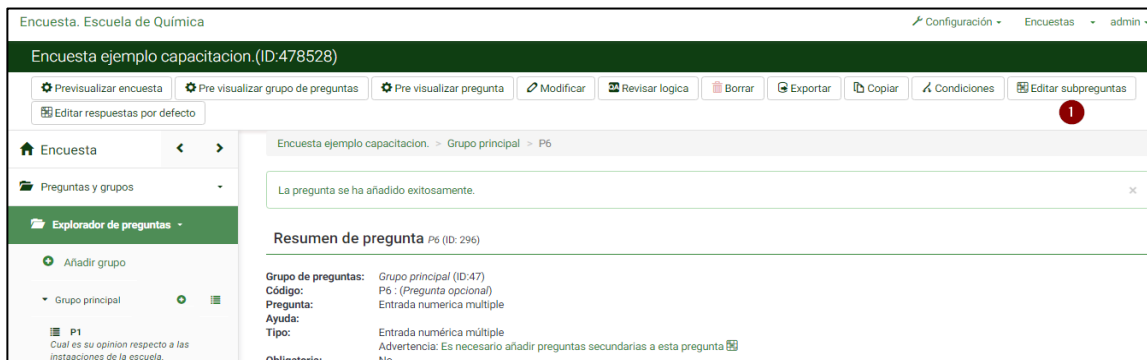 Encuesta. Escuela de Química
Configuración
Encuestas
admin
Encuesta ejemplo capacitacion.(ID:478528)
Previsualizar encuesta
Pre visualizar grupo de preguntas
Pre visualizar pregunta
Modificar
Revisar logica
Borrar
Exportar
Copiar
Condiciones
Editar subpreguntas
Editar respuestas por defecto
1
Encuesta
Encuesta ejemplo capacitacion. > Grupo principal > P6
Preguntas y grupos
La pregunta se ha añadido exitosamente.
×
Explorador de preguntas
Resumen de pregunta P6 (ID: 296)
Añadir grupo
Grupo de preguntas: Grupo principal (ID:47)
Código: P6 : (Pregunta opcional)
Grupo principal
Pregunta: Entrada numerica multiple
Ayuda:
P1
Tipo: Entrada numérica múltiple
Cual es su opinion respecto a las
Advertencia: Es necesario añadir preguntas secundarias a esta pregunta
instaaciones de la escuela.
Obligatoria: No